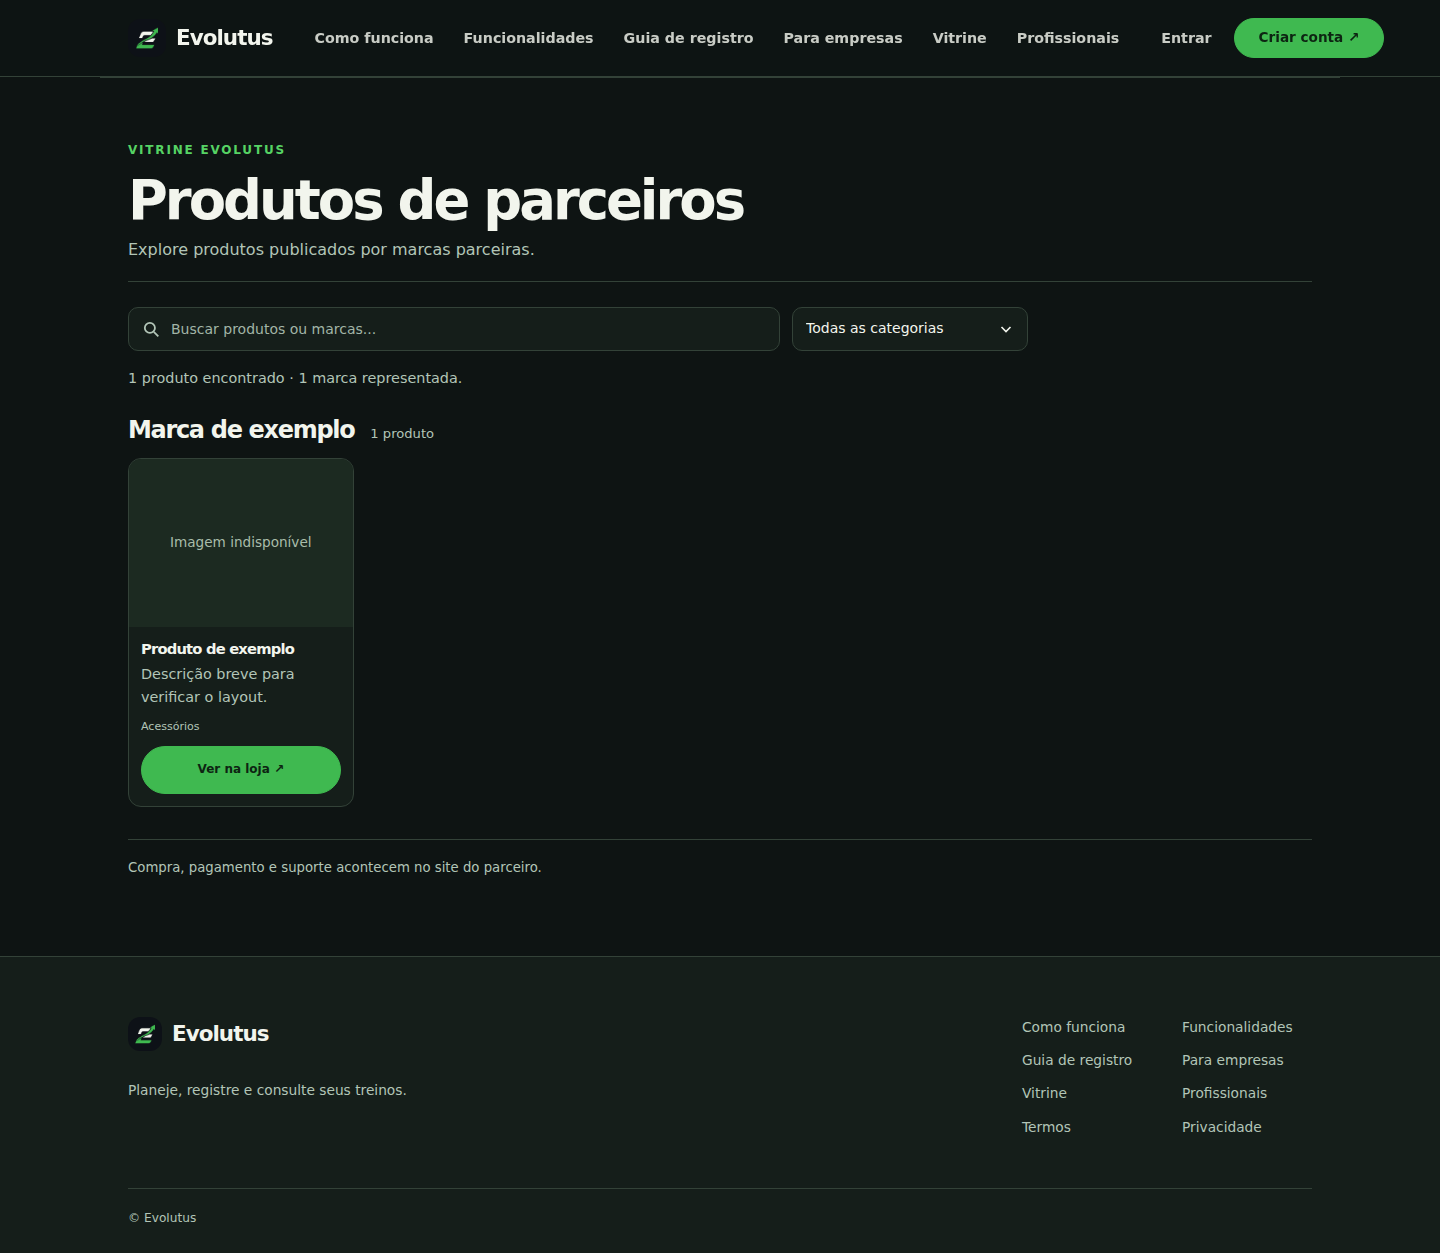 Evolutus
Como funciona
Funcionalidades
Guia de registro
Para empresas
Vitrine
Profissionais
Entrar
Criar conta ↗
VITRINE EVOLUTUS
Produtos de parceiros
Explore produtos publicados por marcas parceiras.
Buscar produtos ou marcas...
Todas as categorias
1 produto encontrado · 1 marca representada.
Marca de exemplo
1 produto
Imagem indisponível
Produto de exemplo
Descrição breve para
verificar o layout.
Acessórios
Ver na loja ↗
Compra, pagamento e suporte acontecem no site do parceiro.
Evolutus
Planeje, registre e consulte seus treinos.
Como funciona
Funcionalidades
Guia de registro
Para empresas
Vitrine
Profissionais
Termos
Privacidade
© Evolutus